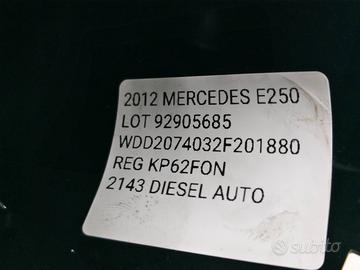 2012 MERCEDES E250
LOT 92905685
WDD2074032F201880
REG KP62FON
2143 DIESEL AUTO
subito